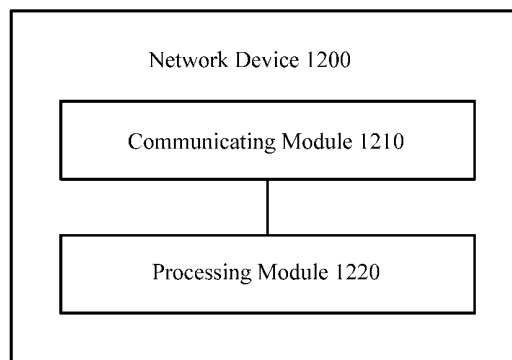 Network Device 1200
Communicating Module 1210
Processing Module 1220